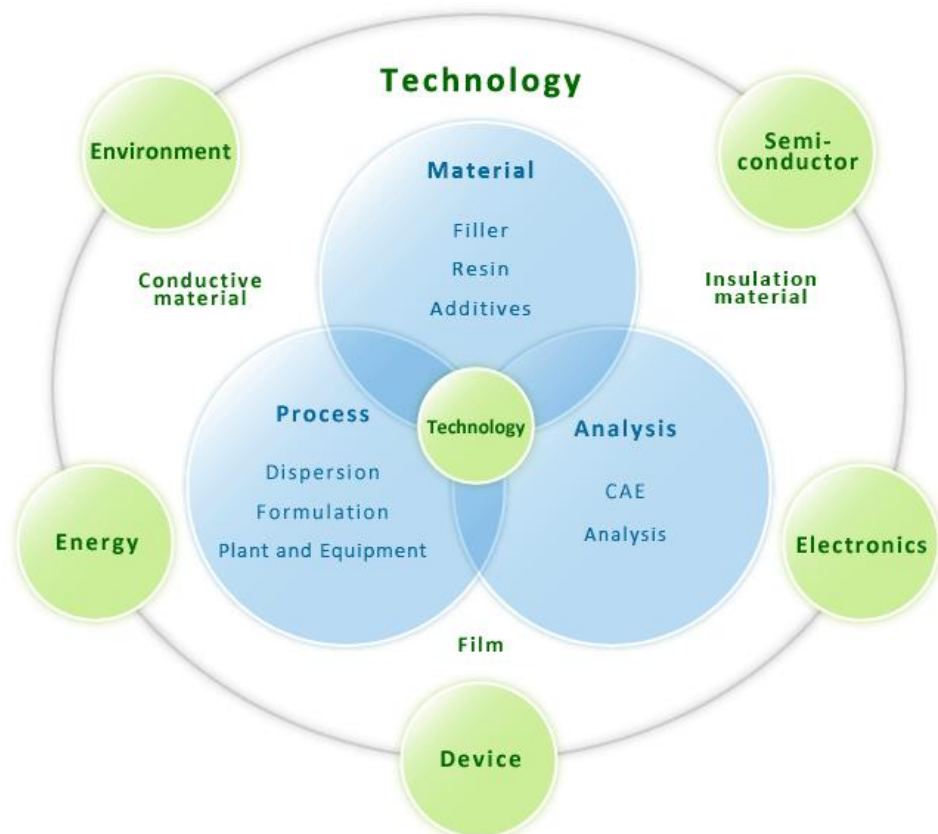 Technology
Environment
Semi-
conductor
Material
Filler
Resin
Additives
Conductive
material
Insulation
material
Process
Dispersion
Formulation
Plant and Equipment
Technology
Analysis
CAE
Analysis
Energy
Electronics
Film
Device